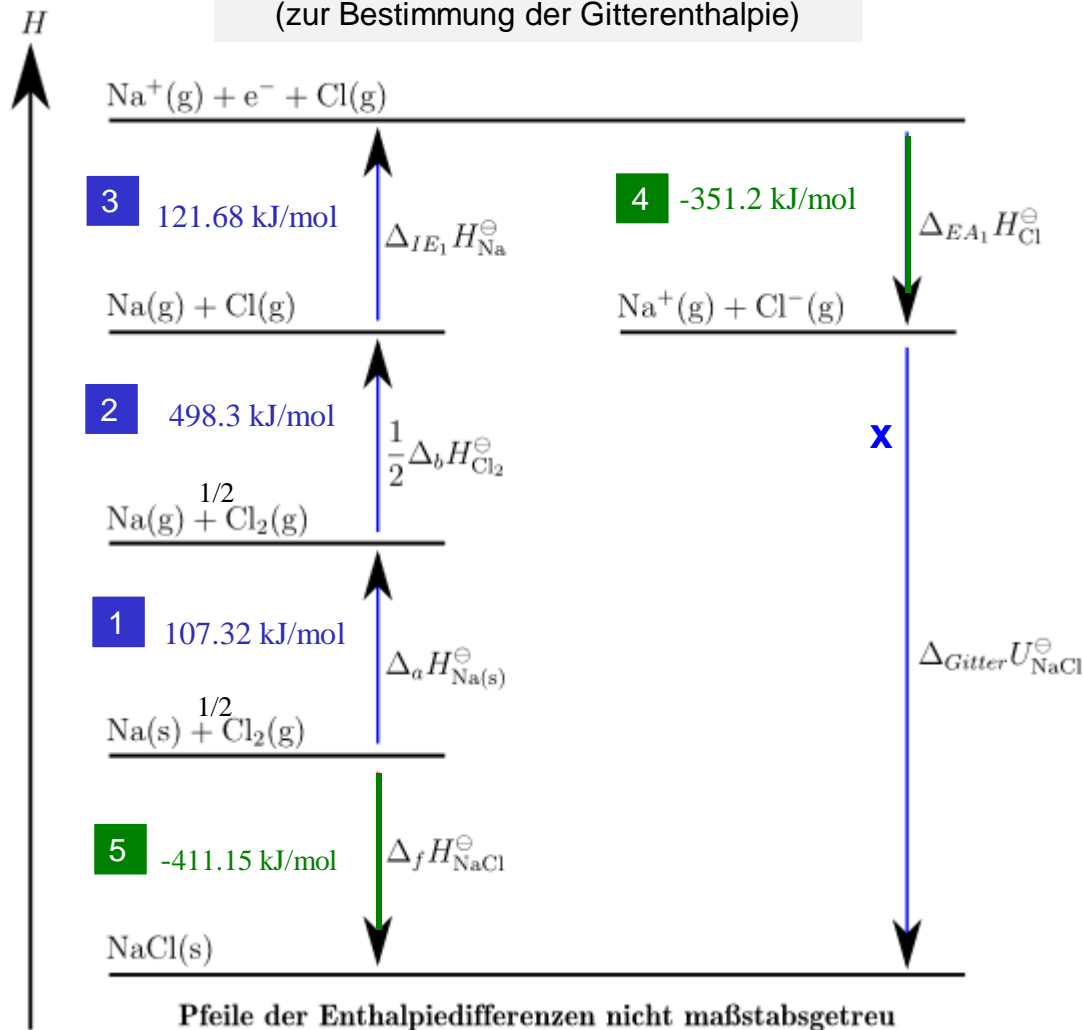 (zur Bestimmung der Gitterenthalpie)
H
Na⁺(g) + e⁻ + Cl(g)
3
121.68 kJ/mol
Δ_{IE₁}H^⊖_{Na}
4
-351.2 kJ/mol
Δ_{EA₁}H^⊖_{Cl}
Na(g) + Cl(g)
Na⁺(g) + Cl⁻(g)
2
498.3 kJ/mol
1/2 Δ_bH^⊖_{Cl₂}
x
1/2
Na(g) + Cl₂(g)
1
107.32 kJ/mol
Δ_aH^⊖_{Na(s)}
Δ_{Gitter}U^⊖_{NaCl}
1/2
Na(s) + Cl₂(g)
5
-411.15 kJ/mol
Δ_fH^⊖_{NaCl}
NaCl(s)
Pfeile der Enthalpiedifferenzen nicht maßstabsgetreu